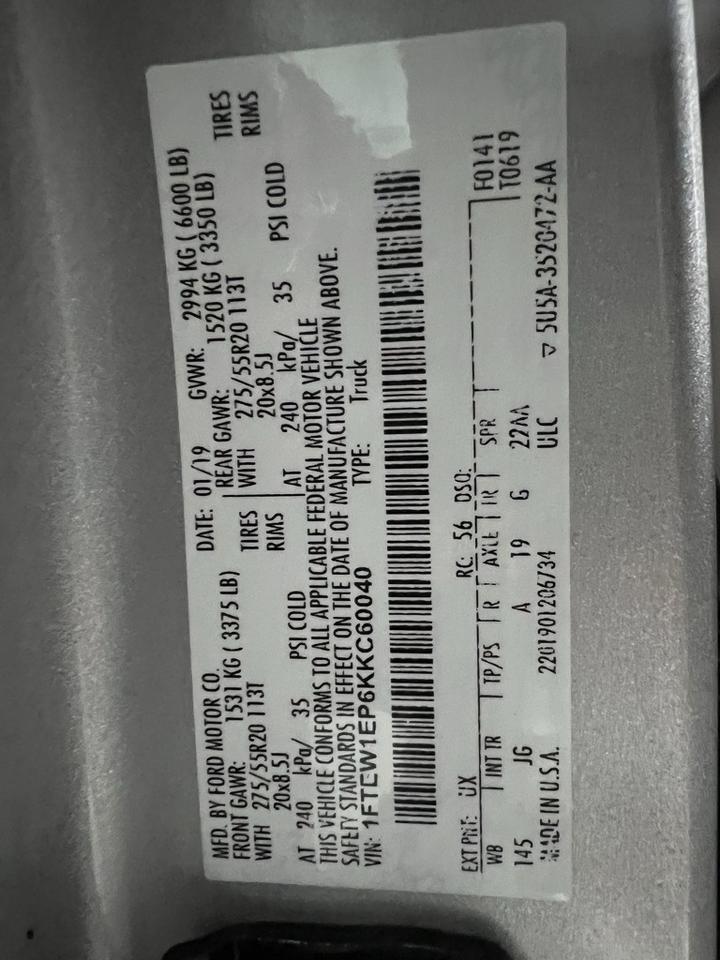 MFD. BY FORD MOTOR CO.
DATE: 01/19 GVWR: 2994 KG ( 6600 LB)
FRONT GAWR: 1531 KG ( 3375 LB)
REAR GAWR: 1520 KG ( 3350 LB)
WITH 275/55R20 113T TIRES
WITH 275/55R20 113T TIRES
20x8.5J RIMS
20x8.5J RIMS
AT 240 kPa/ 35 PSI COLD
AT 240 kPa/ 35 PSI COLD
THIS VEHICLE CONFORMS TO ALL APPLICABLE FEDERAL MOTOR VEHICLE
SAFETY STANDARDS IN EFFECT ON THE DATE OF MANUFACTURE SHOWN ABOVE.
VIN: 1FTEW1EP6KKC60040 TYPE: Truck
EXT PNT: UX RC: 56 DSO: F0141
WB INT TR TP/PS R AXLE TR SPR T0619
145 JG A 19 G 22AA
MADE IN U.S.A. 2201901206734 ULC ▽ 5U5A-3520472-AA